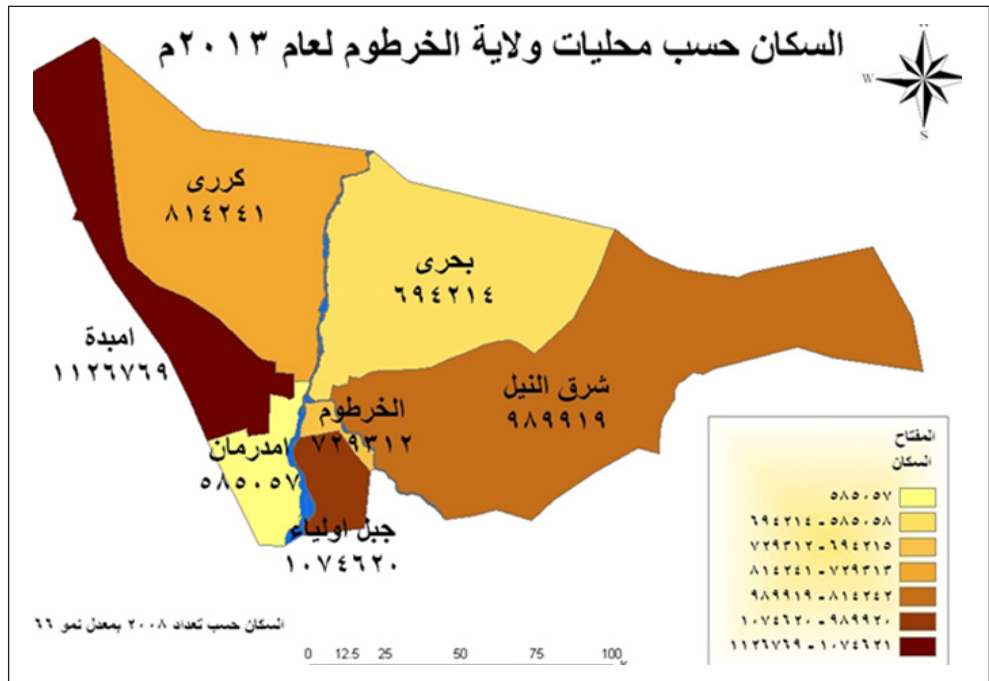 السكان حسب محليات ولاية الخرطوم لعام ٢٠١٣م
W
S
كررى
٨١٤٢٤١
بحرى
٦٩٤٢١٤
امبدة
١١٢٦٧٦٩
شرق النيل
٩٨٩٩١٩
الخرطوم
٧٢٩٣١٢
امدرمان
٥٨٥٠٥٧
جبل اولياء
١٠٧٤٦٢٠
المفتاح
السكان
٥٨٥٠٥٧
٦٩٤٢١٤ - ٥٨٥٠٥٨
٧٢٩٣١٢ - ٦٩٤٢١٥
٨١٤٢٤١ - ٧٢٩٣١٣
٩٨٩٩١٩ - ٨١٤٢٤٢
١٠٧٤٦٢٠ - ٩٨٩٩٢٠
١١٢٦٧٦٩ - ١٠٧٤٦٢١
السكان حسب تعداد ٢٠٠٨ بمعدل نمو ٦٦
0 12.5 25 50 75 100